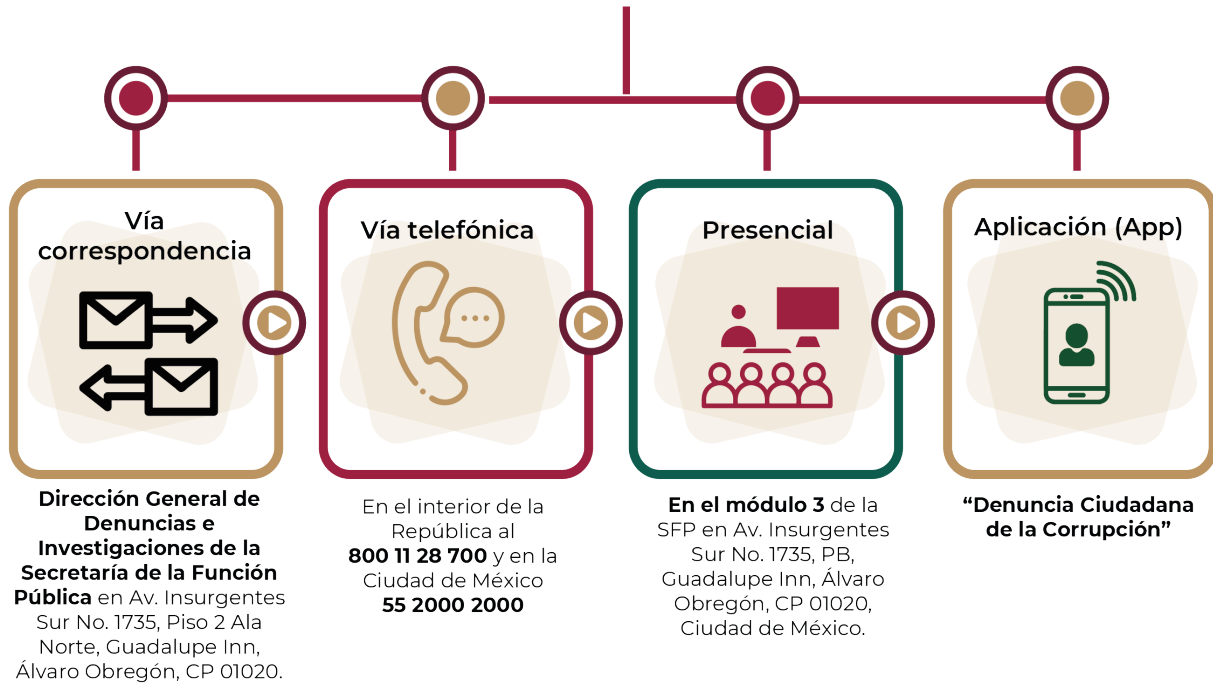 Vía
correspondencia
Dirección General de
Denuncias e
Investigaciones de la
Secretaría de la Función
Pública en Av. Insurgentes
Sur No. 1735, Piso 2 Ala
Norte, Guadalupe Inn,
Álvaro Obregón, CP 01020.
Vía telefónica
En el interior de la
República al
800 11 28 700 y en la
Ciudad de México
55 2000 2000
Presencial
En el módulo 3 de la
SFP en Av. Insurgentes
Sur No. 1735, PB,
Guadalupe Inn, Álvaro
Obregón, CP 01020,
Ciudad de México.
Aplicación (App)
“Denuncia Ciudadana
de la Corrupción”